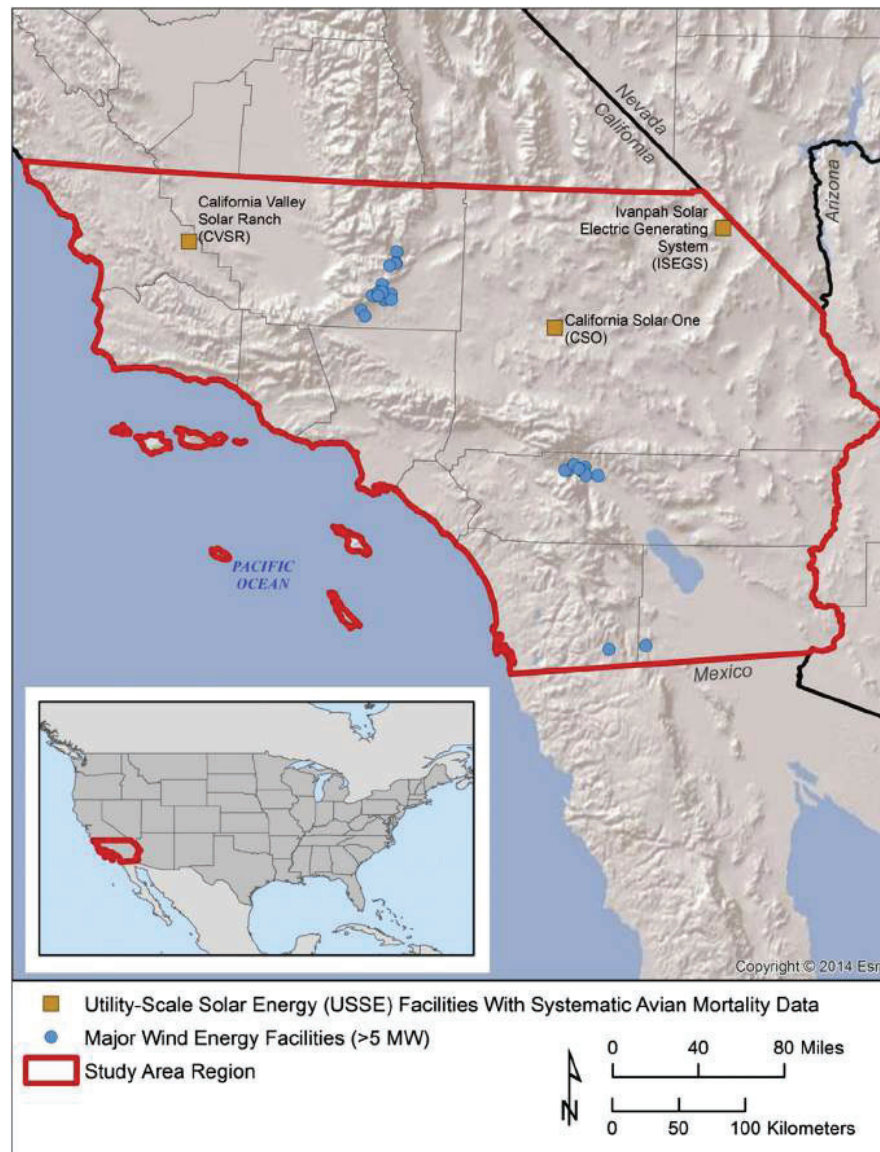 Nevada
California
Arizona
California Valley
Solar Ranch
(CVSR)
Ivanpah Solar
Electric Generating
System
(ISEGS)
California Solar One
(CSO)
PACIFIC
OCEAN
Mexico
Copyright © 2014 Esr
Utility-Scale Solar Energy (USSE) Facilities With Systematic Avian Mortality Data
Major Wind Energy Facilities (>5 MW)
Study Area Region
N
0 40 80 Miles
0 50 100 Kilometers